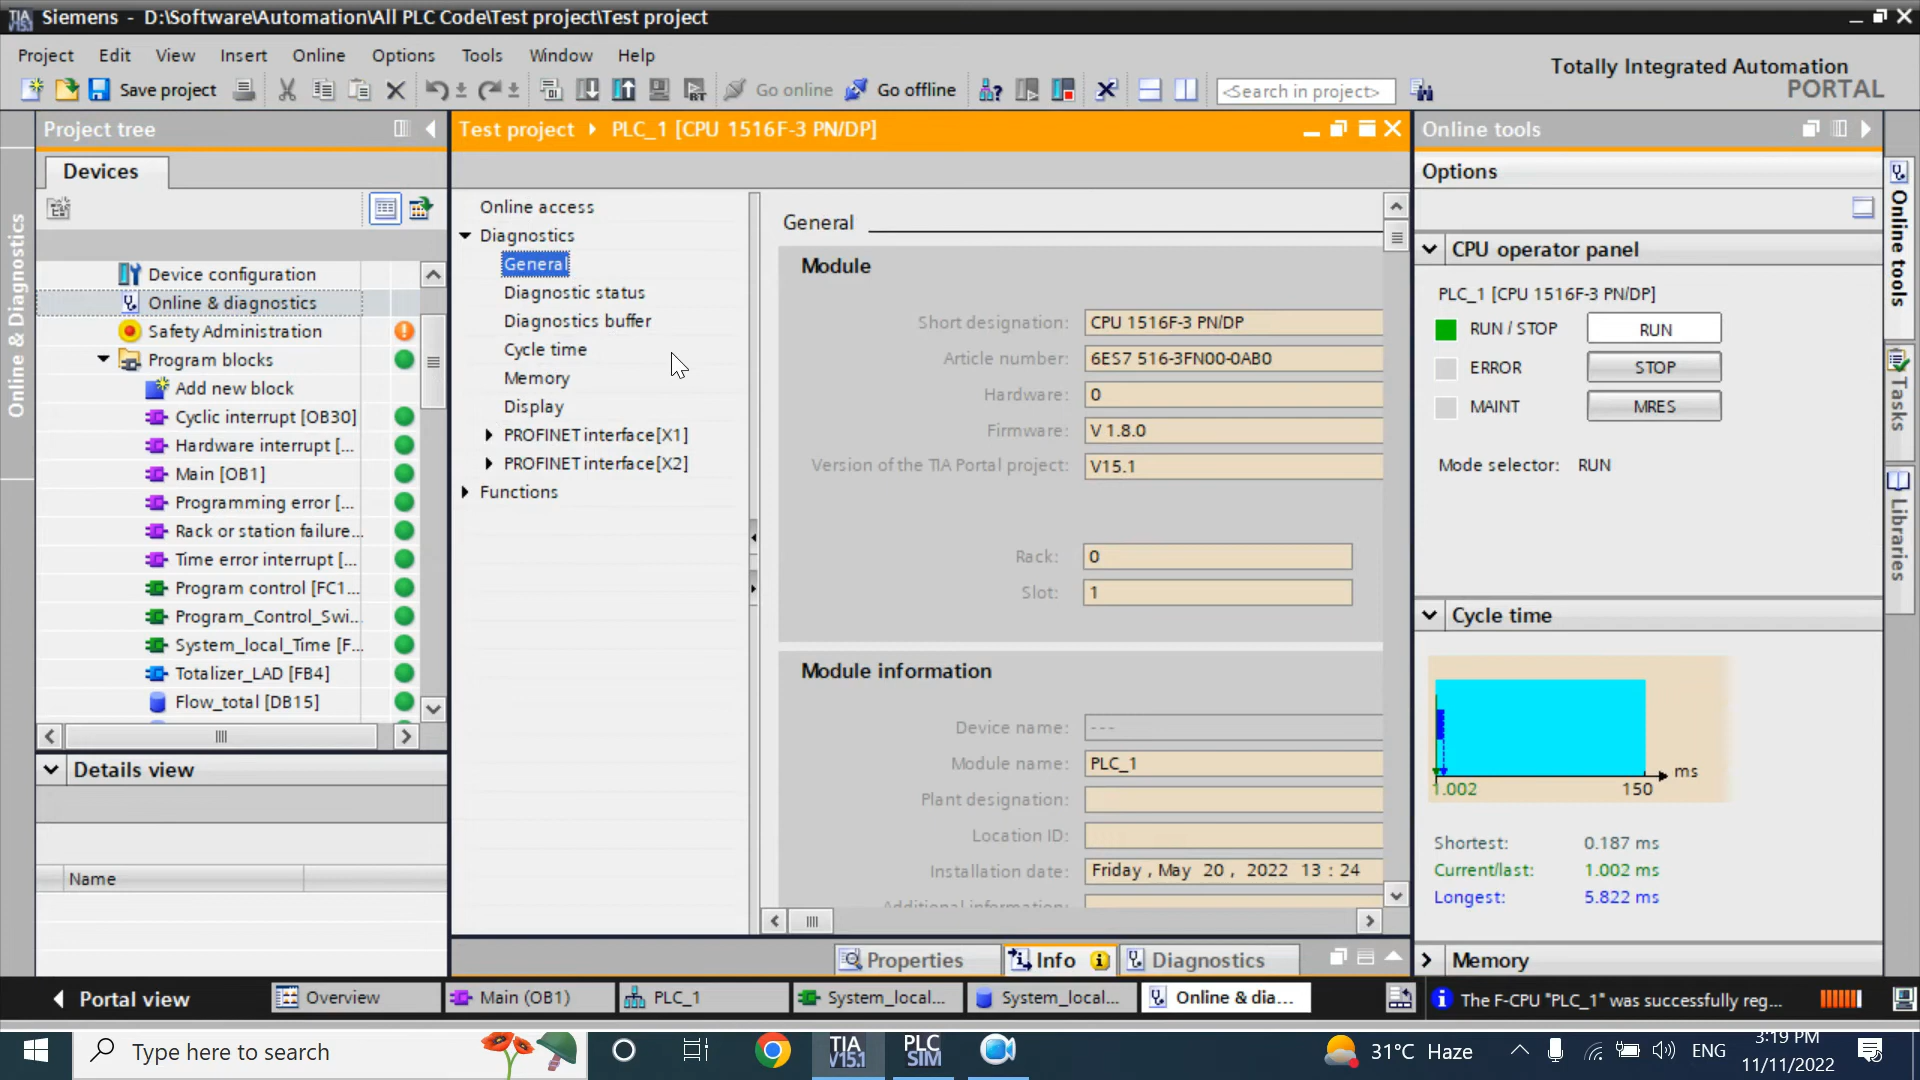 Siemens - D:\Software\Automation\All PLC Code\Test project\Test project
Project Edit View Insert Online Options Tools Window Help
Totally Integrated Automation
PORTAL
Save project Go online Go offline <Search in project>
Project tree
Devices
Online & Diagnostics
Device configuration
Online & diagnostics
Safety Administration
Program blocks
Add new block
Cyclic interrupt [OB30]
Hardware interrupt [...
Main [OB1]
Programming error [...
Rack or station failure...
Time error interrupt [...
Program control [FC1...
Program_Control_Swi...
System_local_Time [F...
Totalizer_LAD [FB4]
Flow_total [DB15]
Details view
Name
Test project PLC_1 [CPU 1516F-3 PN/DP]
Online access
Diagnostics
General
Diagnostic status
Diagnostics buffer
Cycle time
Memory
Display
PROFINET interface[X1]
PROFINET interface[X2]
Functions
General
Module
Short designation: CPU 1516F-3 PN/DP
Article number: 6ES7 516-3FN00-0AB0
Hardware: 0
Firmware: V 1.8.0
Version of the TIA Portal project: V15.1
Rack: 0
Slot: 1
Module information
Device name: ---
Module name: PLC_1
Plant designation:
Location ID:
Installation date: Friday , May 20 , 2022 13 : 24
Additional information:
Properties Info Diagnostics
Online tools
Options
CPU operator panel
PLC_1 [CPU 1516F-3 PN/DP]
RUN / STOP RUN
ERROR STOP
MAINT MRES
Mode selector: RUN
Cycle time
ms
1.002 150
Shortest: 0.187 ms
Current/last: 1.002 ms
Longest: 5.822 ms
Memory
Online tools
Tasks
Libraries
Portal view Overview Main (OB1) PLC_1 System_local... System_local... Online & dia... The F-CPU "PLC_1" was successfully reg...
Type here to search
TIA V15.1
PLC SIM
31°C Haze
ENG
3:19 PM
11/11/2022